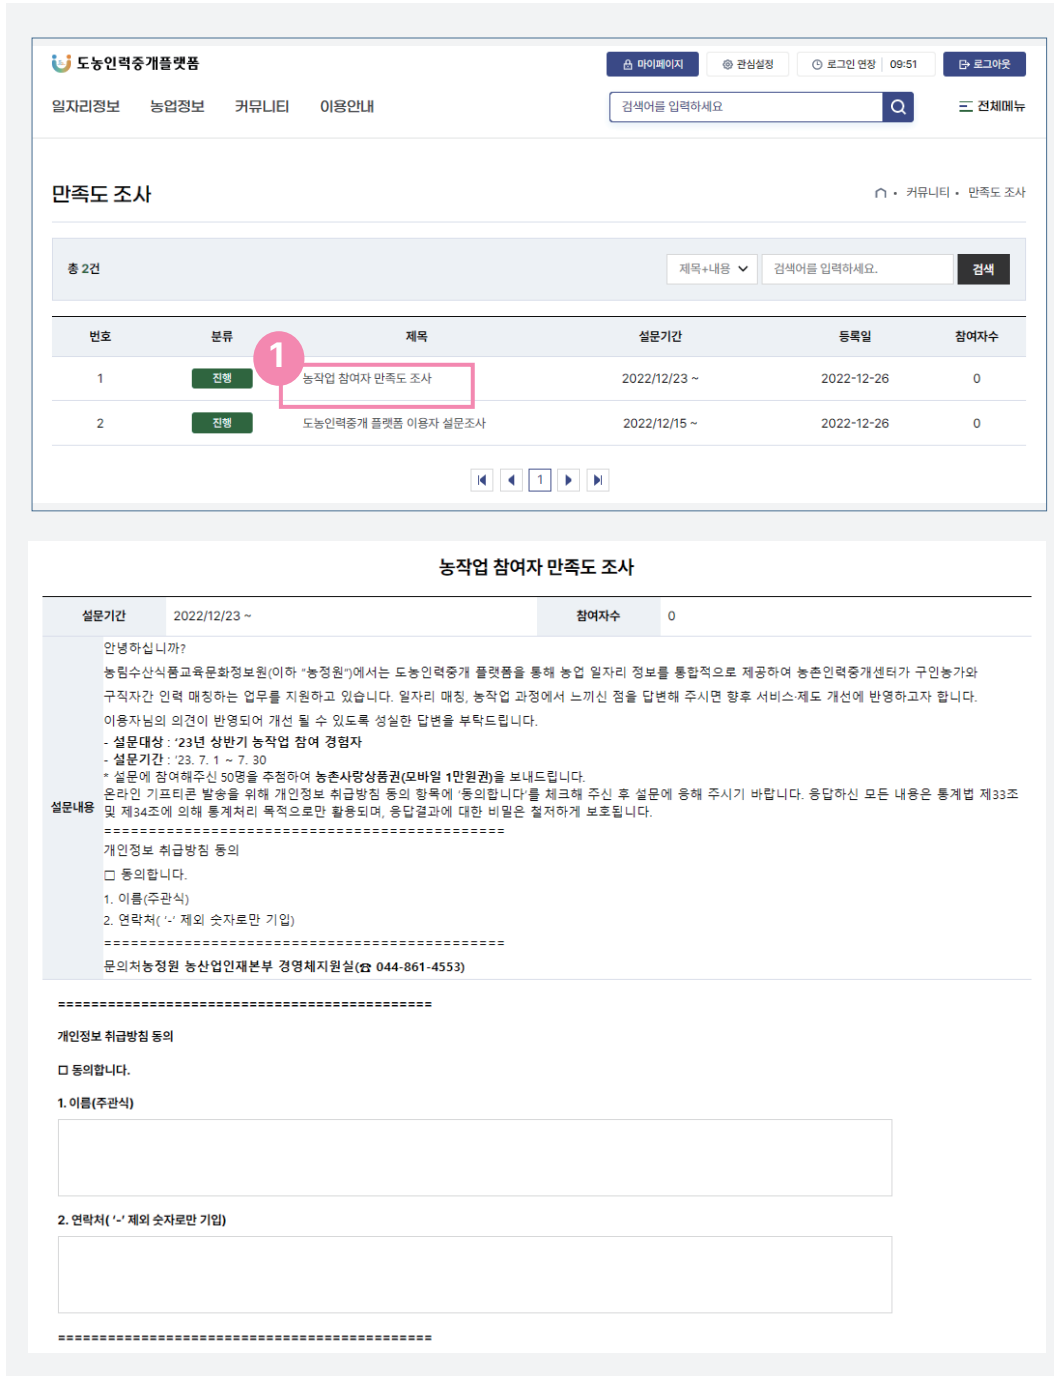 도농인력중개플랫폼
마이페이지 관심설정 로그인 연장 09:51 로그아웃
일자리정보 농업정보 커뮤니티 이용안내 검색어를 입력하세요 전체메뉴
만족도 조사
커뮤니티 • 만족도 조사
총 2건 제목+내용 검색어를 입력하세요. 검색
번호 분류 제목 설문기간 등록일 참여자수
1
1 진행 농작업 참여자 만족도 조사 2022/12/23 ~ 2022-12-26 0
2 진행 도농인력중개 플랫폼 이용자 설문조사 2022/12/15 ~ 2022-12-26 0
1
농작업 참여자 만족도 조사
설문기간 2022/12/23 ~ 참여자수 0
설문내용
안녕하십니까?
농림수산식품교육문화정보원(이하 “농정원”)에서는 도농인력중개 플랫폼을 통해 농업 일자리 정보를 통합적으로 제공하여 농촌인력중개센터가 구인농가와
구직자간 인력 매칭하는 업무를 지원하고 있습니다. 일자리 매칭, 농작업 과정에서 느끼신 점을 답변해 주시면 향후 서비스·제도 개선에 반영하고자 합니다.
이용자님의 의견이 반영되어 개선 될 수 있도록 성실한 답변을 부탁드립니다.
- 설문대상 : ‘23년 상반기 농작업 참여 경험자
- 설문기간 : ‘23. 7. 1 ~ 7. 30
* 설문에 참여해주신 50명을 추첨하여 농촌사랑상품권(모바일 1만원권)을 보내드립니다.
온라인 기프티콘 발송을 위해 개인정보 취급방침 동의 항목에 ‘동의합니다’를 체크해 주신 후 설문에 응해 주시기 바랍니다. 응답하신 모든 내용은 통계법 제33조
및 제34조에 의해 통계처리 목적으로만 활용되며, 응답결과에 대한 비밀은 철저하게 보호됩니다.
=============================================
개인정보 취급방침 동의
□ 동의합니다.
1. 이름(주관식)
2. 연락처( ‘-’ 제외 숫자로만 기입)
=============================================
문의처농정원 농산업인재본부 경영체지원실(☎ 044-861-4553)
=============================================
개인정보 취급방침 동의
□ 동의합니다.
1. 이름(주관식)
2. 연락처( ‘-’ 제외 숫자로만 기입)
=============================================